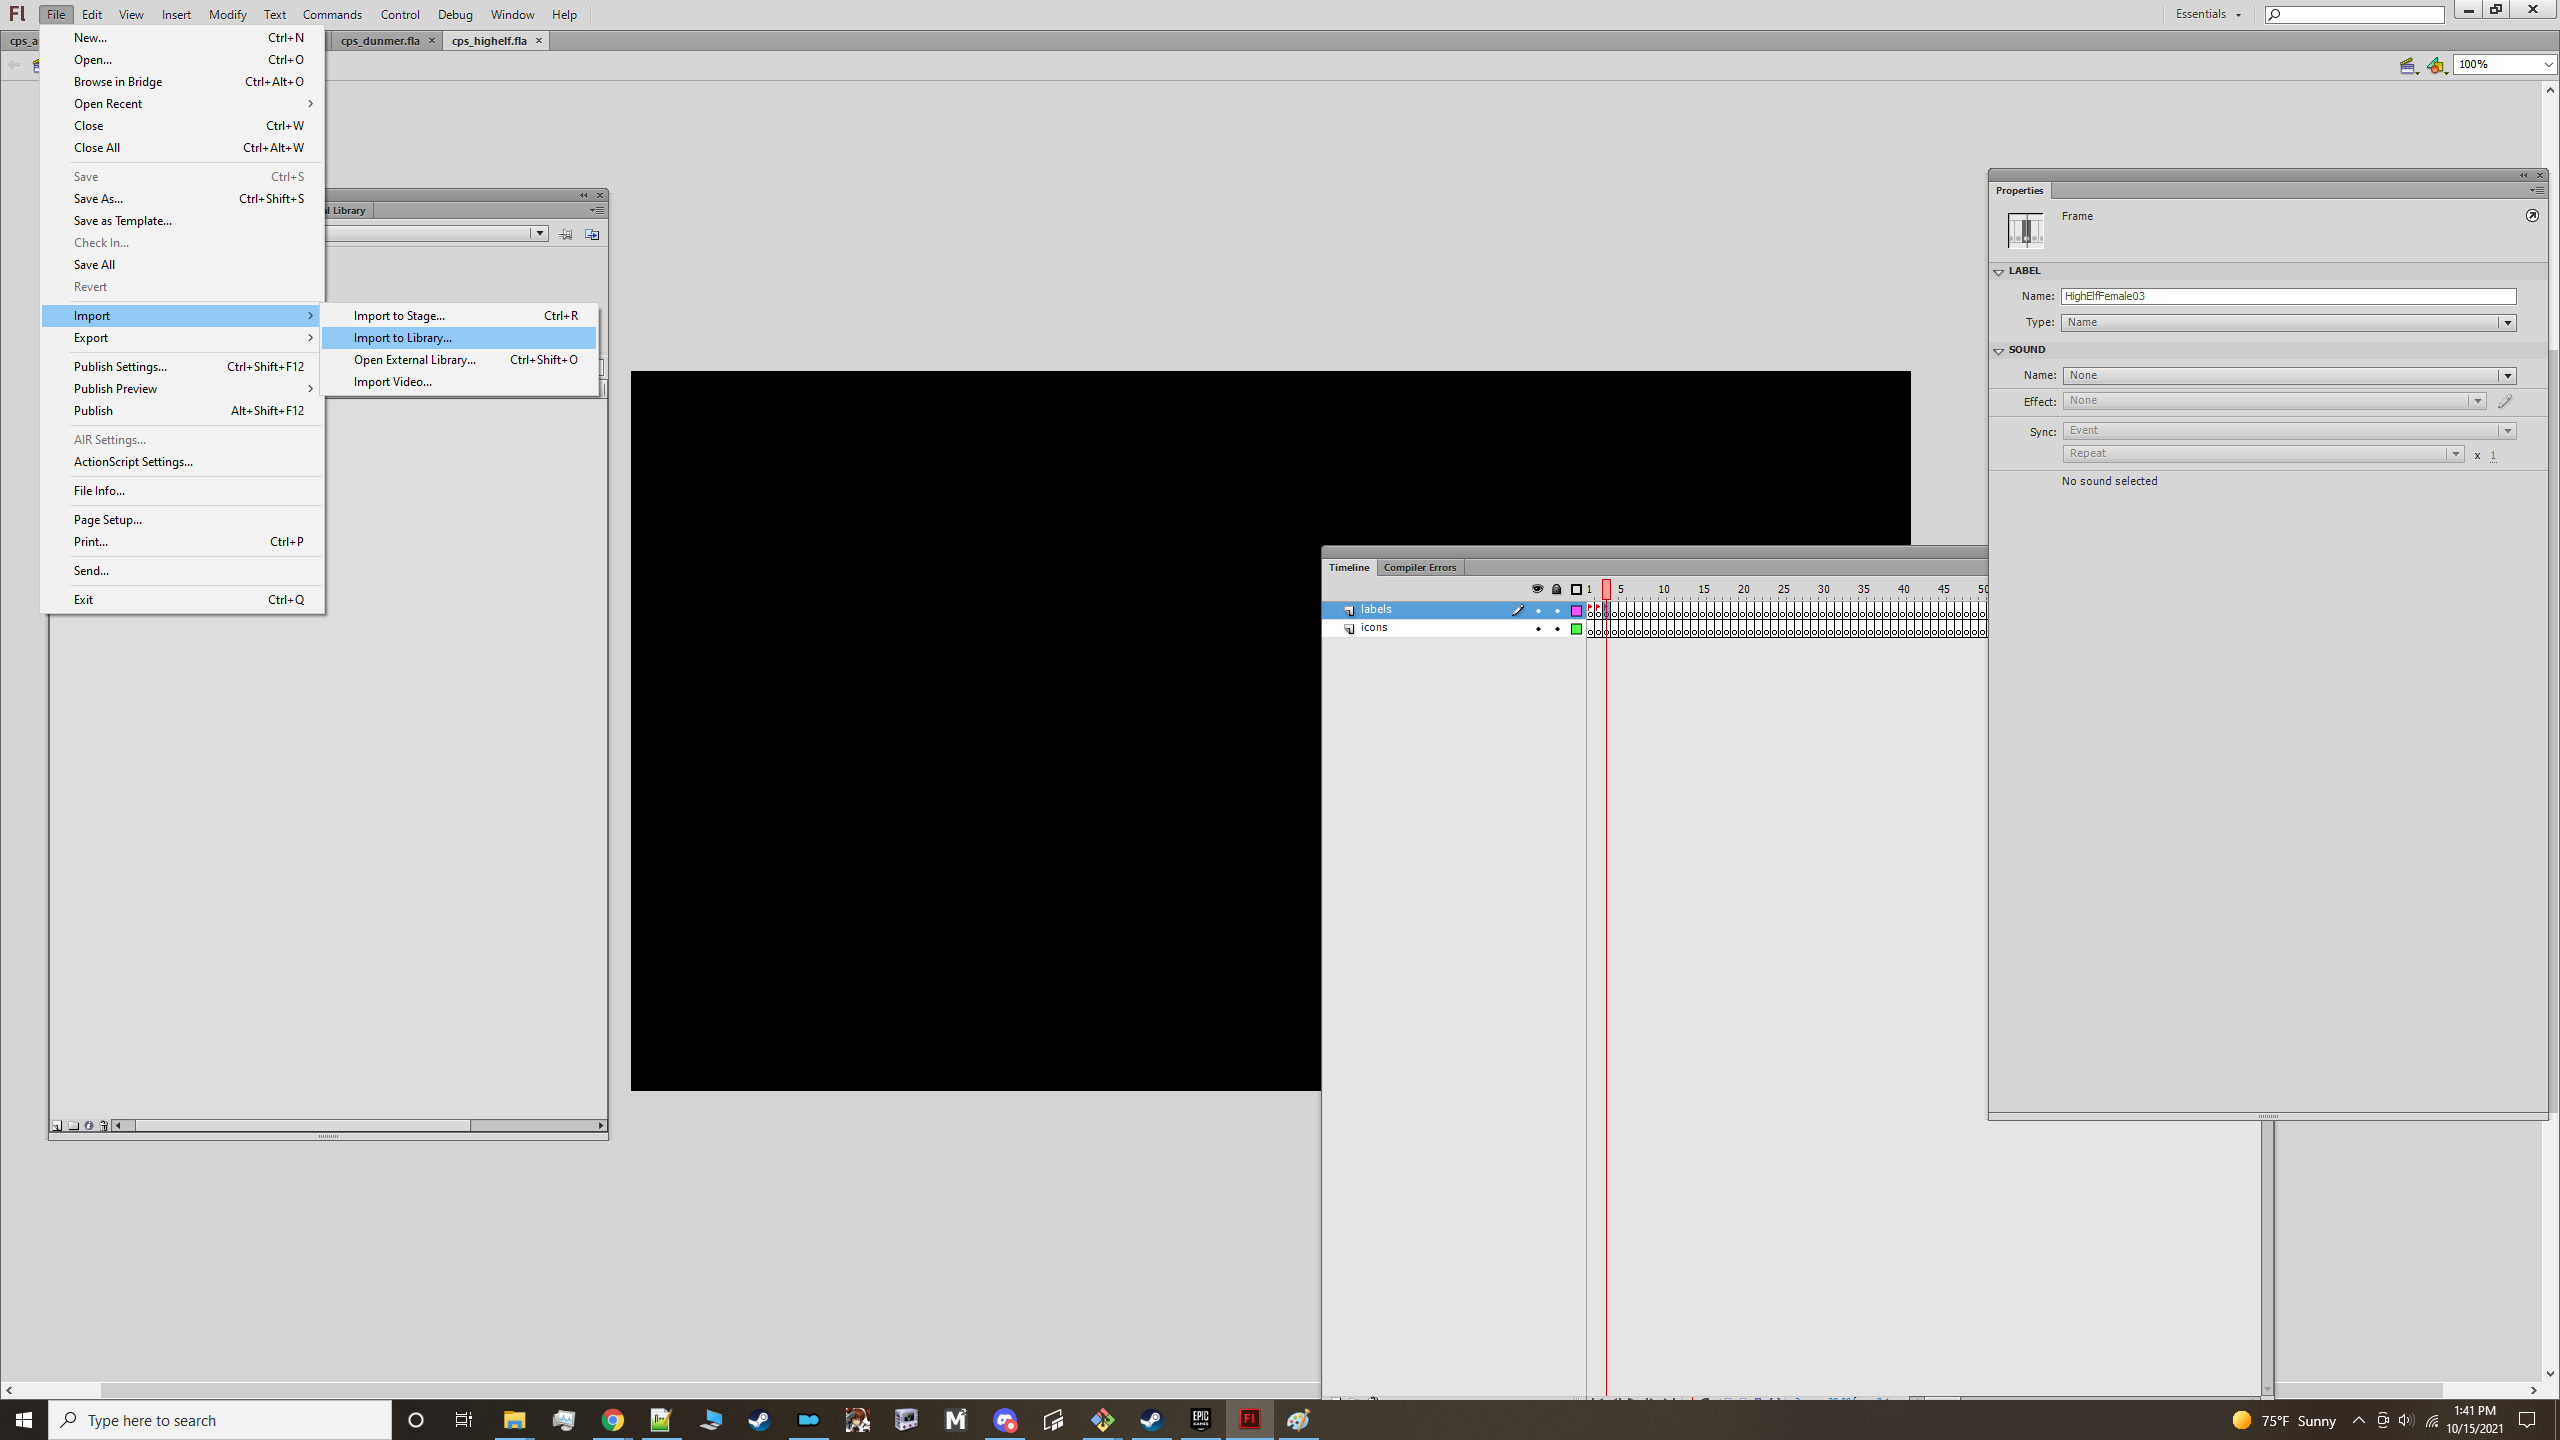 Fl File Edit View Insert Modify Text Commands Control Debug Window Help Essentials
cps_a cps_dunmer.fla cps_highelf.fla
100%
New... Ctrl+N
Open... Ctrl+O
Browse in Bridge Ctrl+Alt+O
Open Recent
Close Ctrl+W
Close All Ctrl+Alt+W
Save Ctrl+S
Save As... Ctrl+Shift+S
Save as Template...
Check In...
Save All
Revert
Import
Export
Publish Settings... Ctrl+Shift+F12
Publish Preview
Publish Alt+Shift+F12
AIR Settings...
ActionScript Settings...
File Info...
Page Setup...
Print... Ctrl+P
Send...
Exit Ctrl+Q
Import to Stage... Ctrl+R
Import to Library...
Open External Library... Ctrl+Shift+O
Import Video...
al Library
Properties
Frame
LABEL
Name: HighElfFemale03
Type: Name
SOUND
Name: None
Effect: None
Sync: Event
Repeat x 1
No sound selected
Timeline Compiler Errors
1 5 10 15 20 25 30 35 40 45 50
labels
icons
Type here to search
M
EPIC GAMES
Fl
75°F Sunny
1:41 PM
10/15/2021